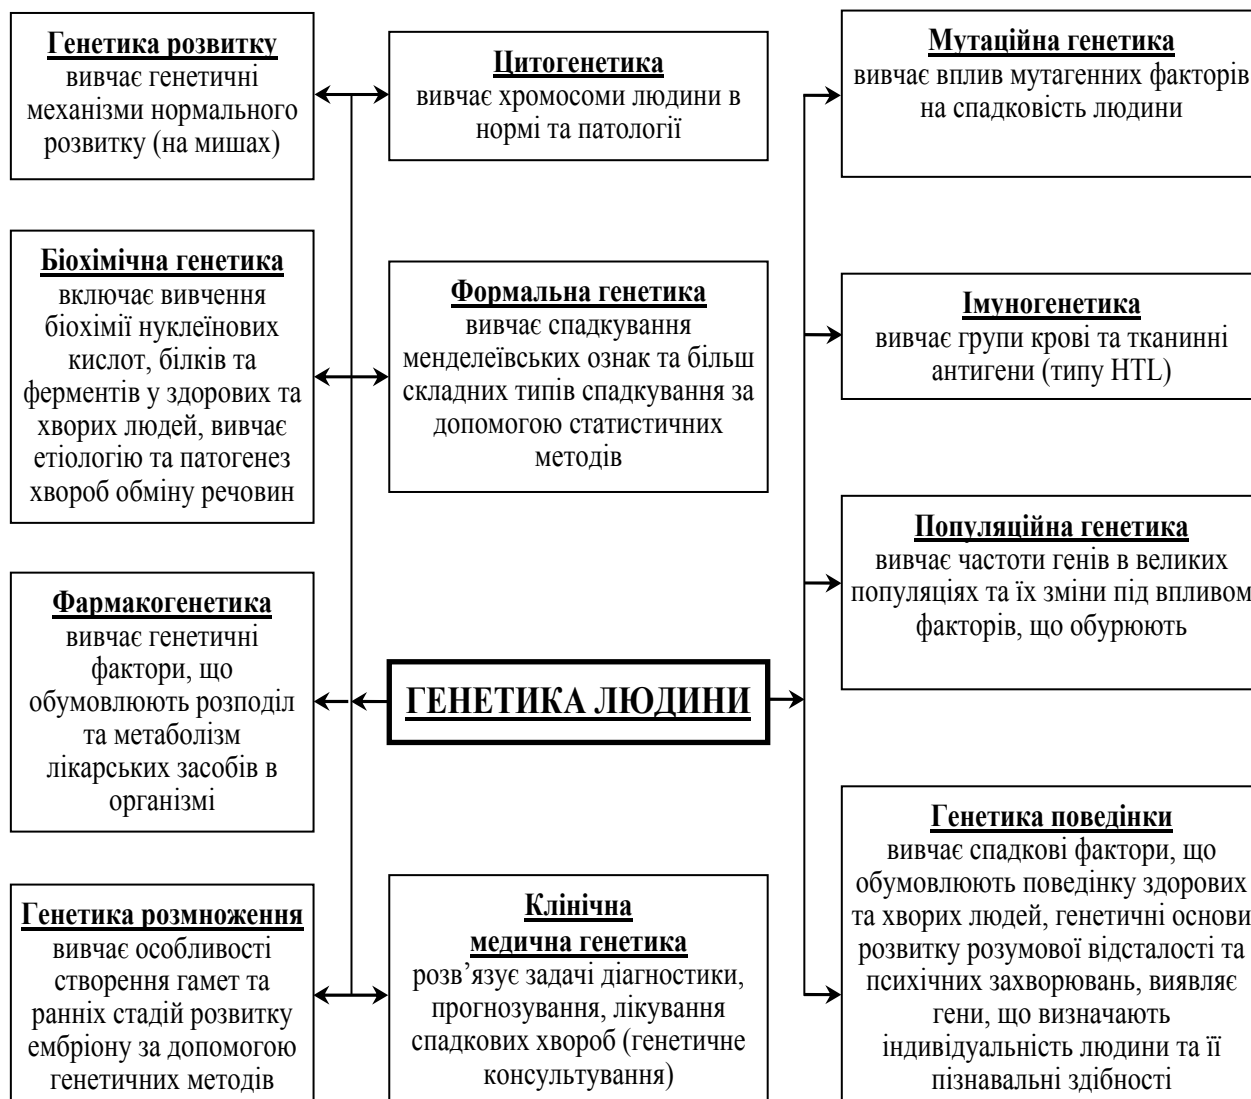 Генетика розвитку
вивчає генетичні
механізми нормального
розвитку (на мишах)
Цитогенетика
вивчає хромосоми людини в
нормі та патології
Мутаційна генетика
вивчає вплив мутагенних факторів
на спадковість людини
Біохімічна генетика
включає вивчення
біохімії нуклеїнових
кислот, білків та
ферментів у здорових та
хворих людей, вивчає
етіологію та патогенез
хвороб обміну речовин
Формальна генетика
вивчає спадкування
менделеївських ознак та більш
складних типів спадкування за
допомогою статистичних
методів
Імуногенетика
вивчає групи крові та тканинні
антигени (типу HTL)
Популяційна генетика
вивчає частоти генів в великих
популяціях та їх зміни під впливом
факторів, що обурюють
Фармакогенетика
вивчає генетичні
фактори, що
обумовлюють розподіл
та метаболізм
лікарських засобів в
організмі
ГЕНЕТИКА ЛЮДИНИ
Генетика розмноження
вивчає особливості
створення гамет та
ранніх стадій розвитку
ембріону за допомогою
генетичних методів
Клінічна
медична генетика
розв’язує задачі діагностики,
прогнозування, лікування
спадкових хвороб (генетичне
консультування)
Генетика поведінки
вивчає спадкові фактори, що
обумовлюють поведінку здорових
та хворих людей, генетичні основи
розвитку розумової відсталості та
психічних захворювань, виявляє
гени, що визначають
індивідуальність людини та її
пізнавальні здібності